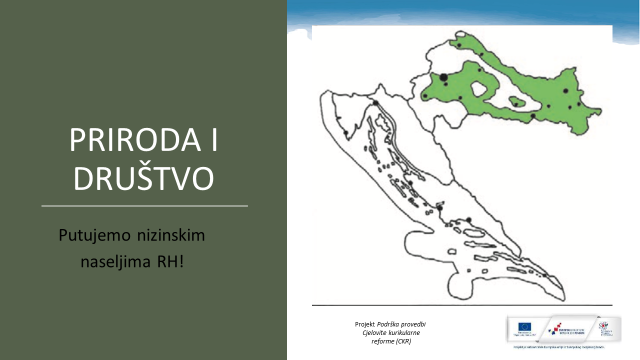 PRIRODA I
DRUŠTVO
Putujemo nizinskim
naseljima RH!
Projekt Podrška provedbi
Cjelovite kurikularne
reforme (CKR)